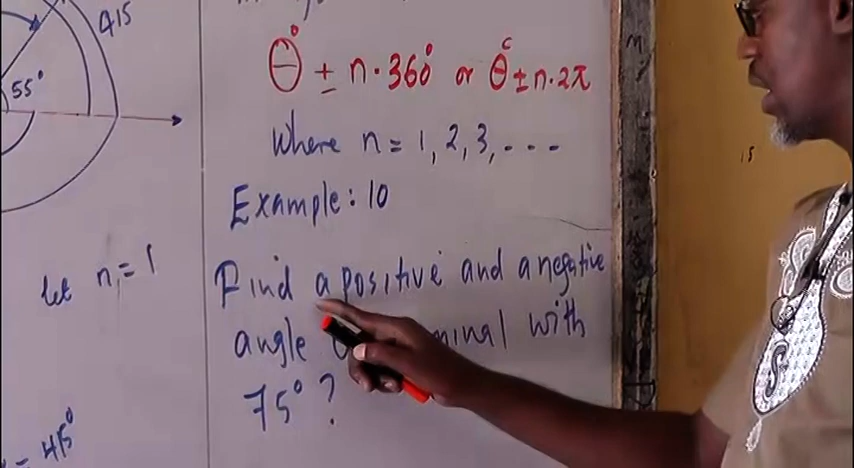 415
55°
θ° ± n·360° or θᶜ ± n·2π
Where n = 1, 2, 3, ...
Example: 10
let n = 1
Find a positive and a negative
angle with
75° ?